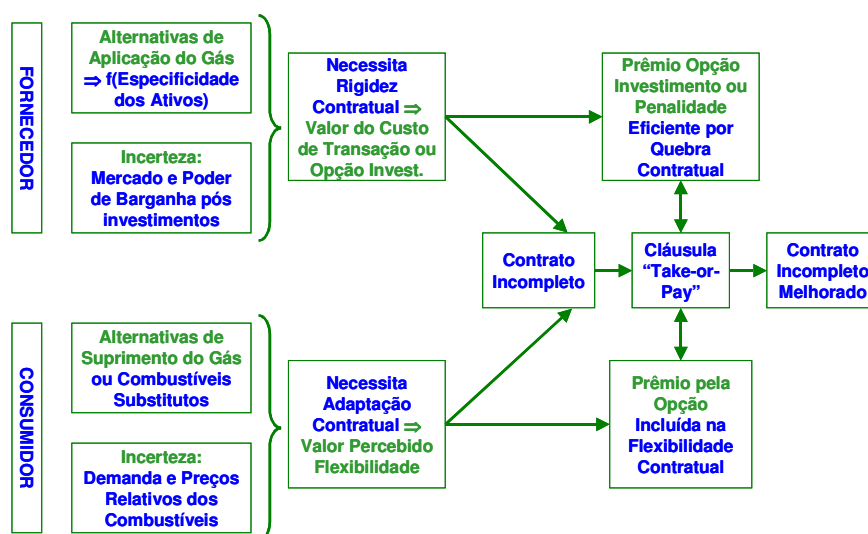 FORNECEDOR
Alternativas de
Aplicação do Gás
⇒ f(Especificidade
dos Ativos)
Incerteza:
Mercado e Poder
de Barganha pós
investimentos
Necessita
Rigidez
Contratual ⇒
Valor do Custo
de Transação ou
Opção Invest.
Prêmio Opção
Investimento ou
Penalidade
Eficiente por
Quebra
Contratual
Contrato
Incompleto
Cláusula
“Take-or-
Pay”
Contrato
Incompleto
Melhorado
CONSUMIDOR
Alternativas de
Suprimento do Gás
ou Combustíveis
Substitutos
Incerteza:
Demanda e Preços
Relativos dos
Combustíveis
Necessita
Adaptação
Contratual ⇒
Valor Percebido
Flexibilidade
Prêmio pela
Opção
Incluída na
Flexibilidade
Contratual